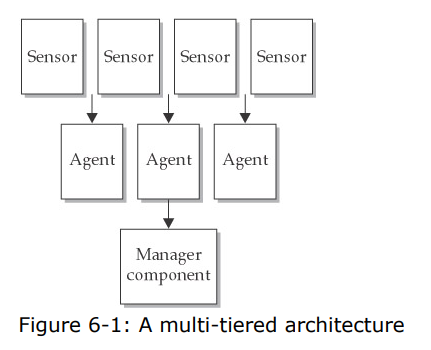 Sensor Sensor Sensor Sensor
Agent Agent Agent
Manager
component
Figure 6-1: A multi-tiered architecture